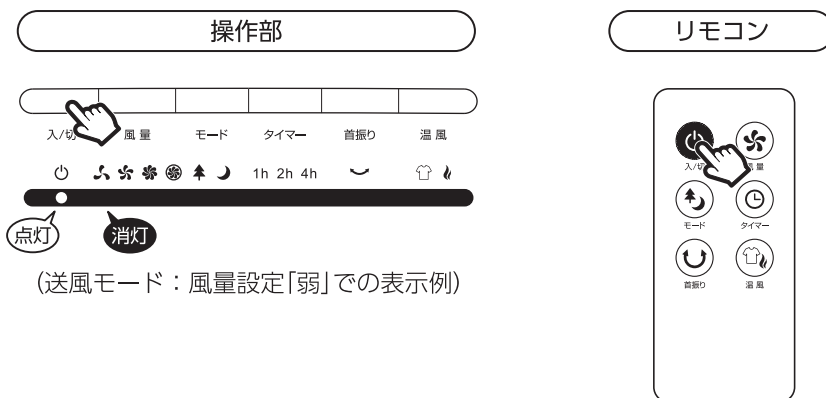 操作部
入/切 風量 モード タイマー 首振り 温風
1h 2h 4h
点灯 消灯
(送風モード：風量設定「弱」での表示例)
リモコン
入/切 風量
モード タイマー
首振り 温風